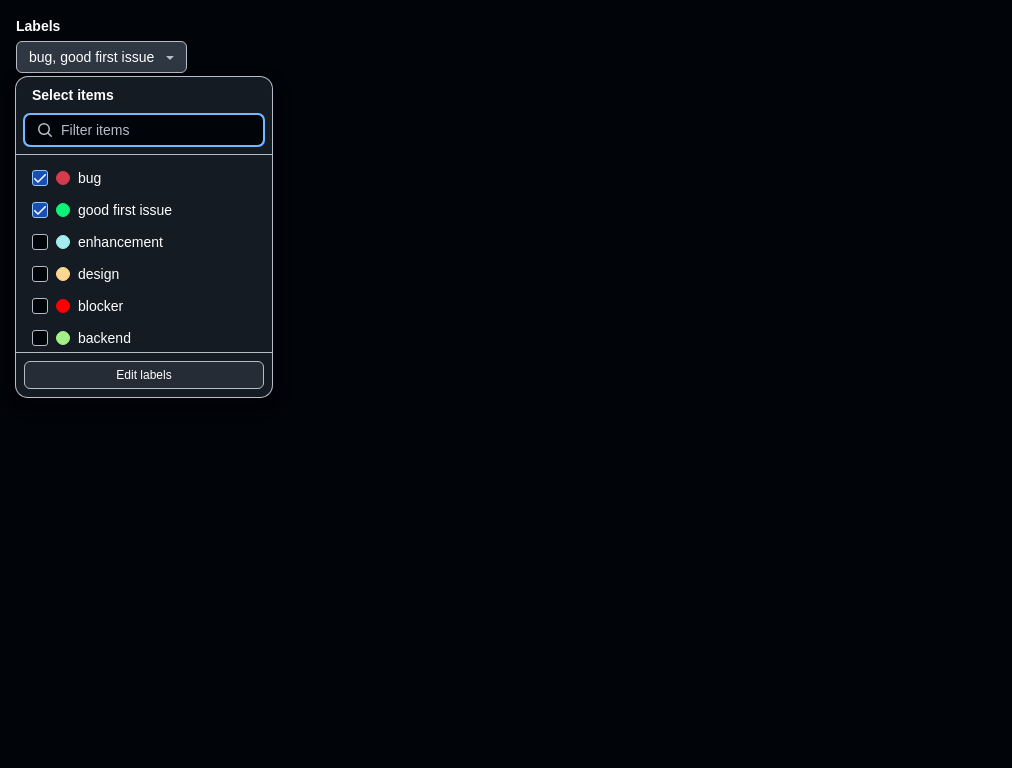 Labels
bug, good first issue
Select items
Filter items
bug
good first issue
enhancement
design
blocker
backend
Edit labels